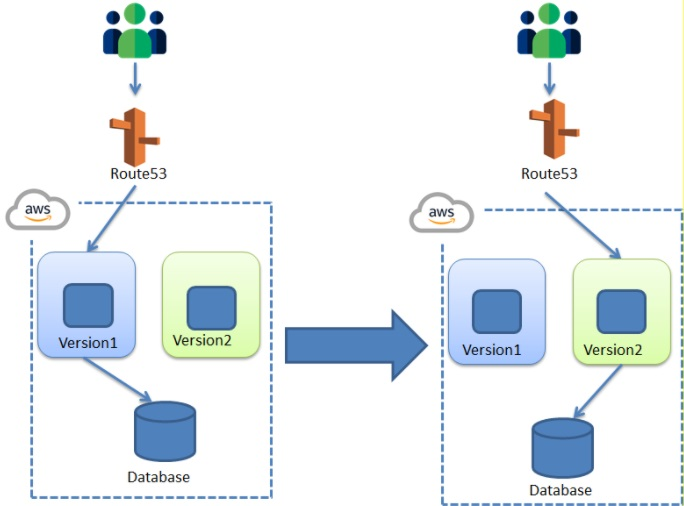 Route53
aws
Version1
Version2
Database
Route53
aws
Version1
Version2
Database